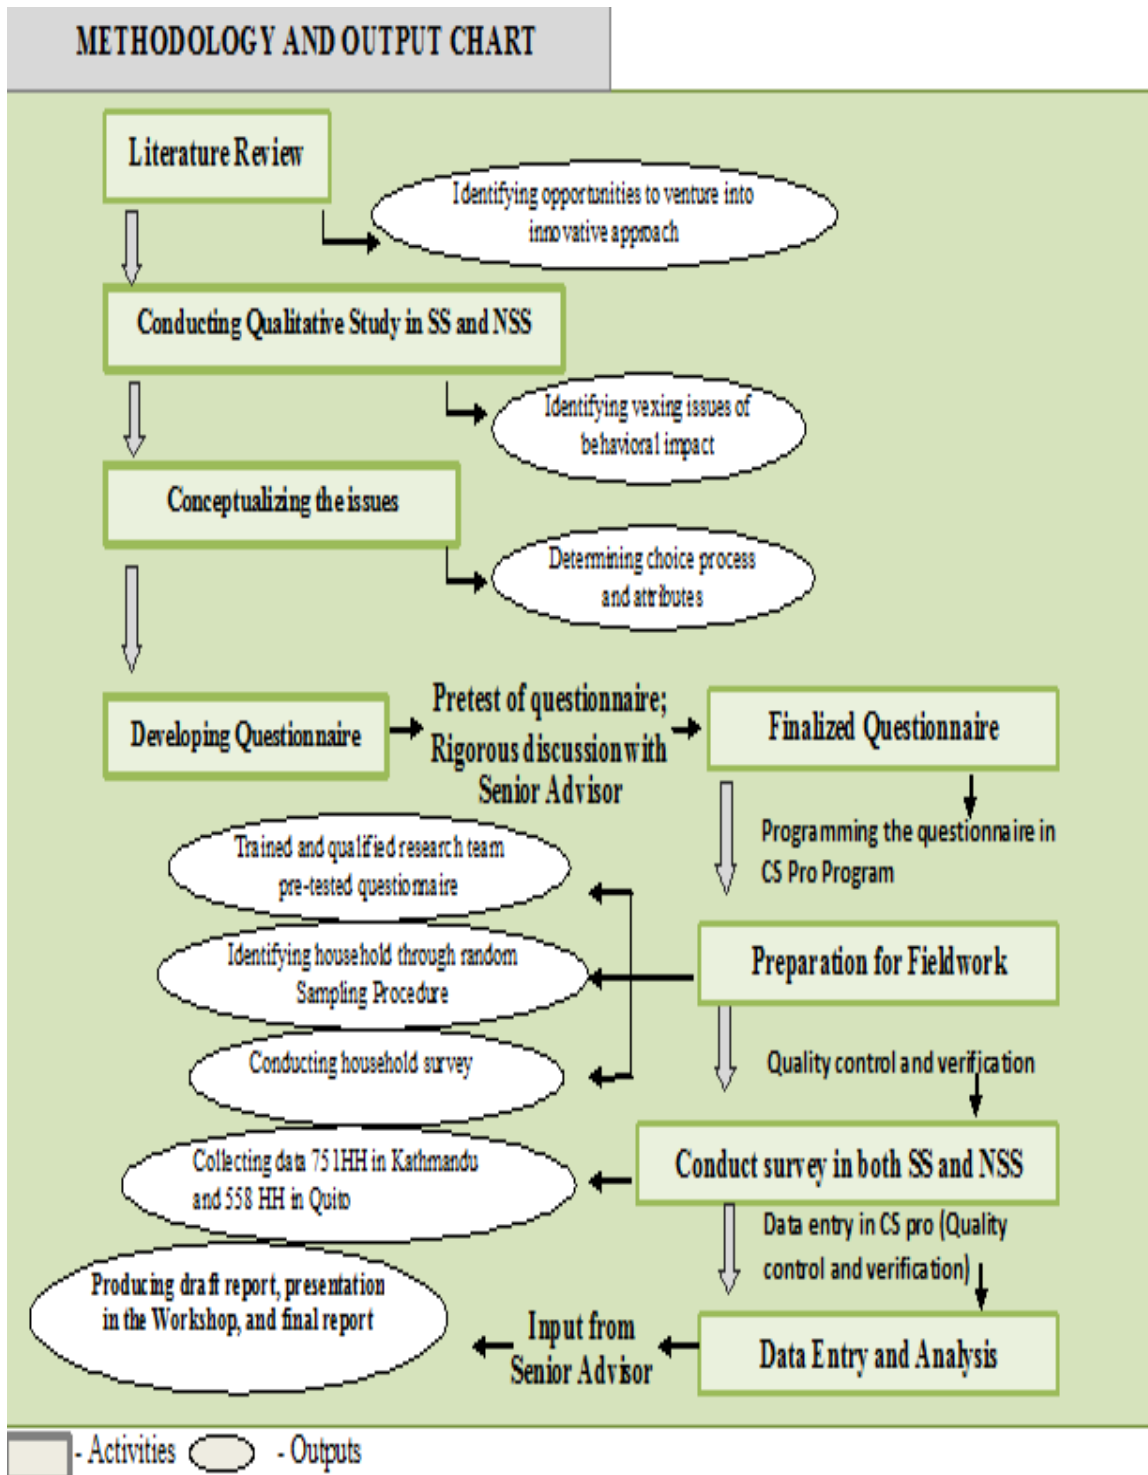 METHODOLOGY AND OUTPUT CHART
Literature Review
Identifying opportunities to venture into
innovative approach
Conducting Qualitative Study in SS and NSS
Identifying vexing issues of
behavioral impact
Conceptualizing the issues
Determining choice process
and attributes
Developing Questionnaire
Pretest of questionnaire;
Rigorous discussion with
Senior Advisor
Finalized Questionnaire
Programming the questionnaire in
CS Pro Program
Trained and qualified research team
pre-tested questionnaire
Identifying household through random
Sampling Procedure
Conducting household survey
Preparation for Fieldwork
Quality control and verification
Conduct survey in both SS and NSS
Collecting data 751HH in Kathmandu
and 558 HH in Quito
Data entry in CS pro (Quality
control and verification)
Data Entry and Analysis
Input from
Senior Advisor
Producing draft report, presentation
in the Workshop, and final report
- Activities
- Outputs